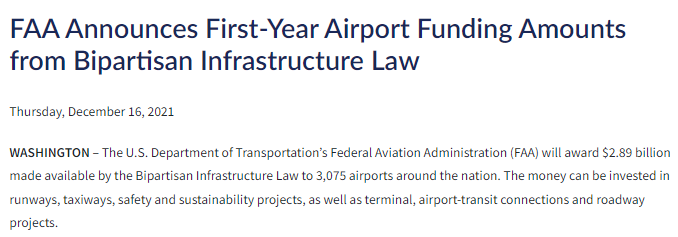 FAA Announces First-Year Airport Funding Amounts
from Bipartisan Infrastructure Law
Thursday, December 16, 2021
WASHINGTON – The U.S. Department of Transportation's Federal Aviation Administration (FAA) will award $2.89 billion
made available by the Bipartisan Infrastructure Law to 3,075 airports around the nation. The money can be invested in
runways, taxiways, safety and sustainability projects, as well as terminal, airport-transit connections and roadway
projects.